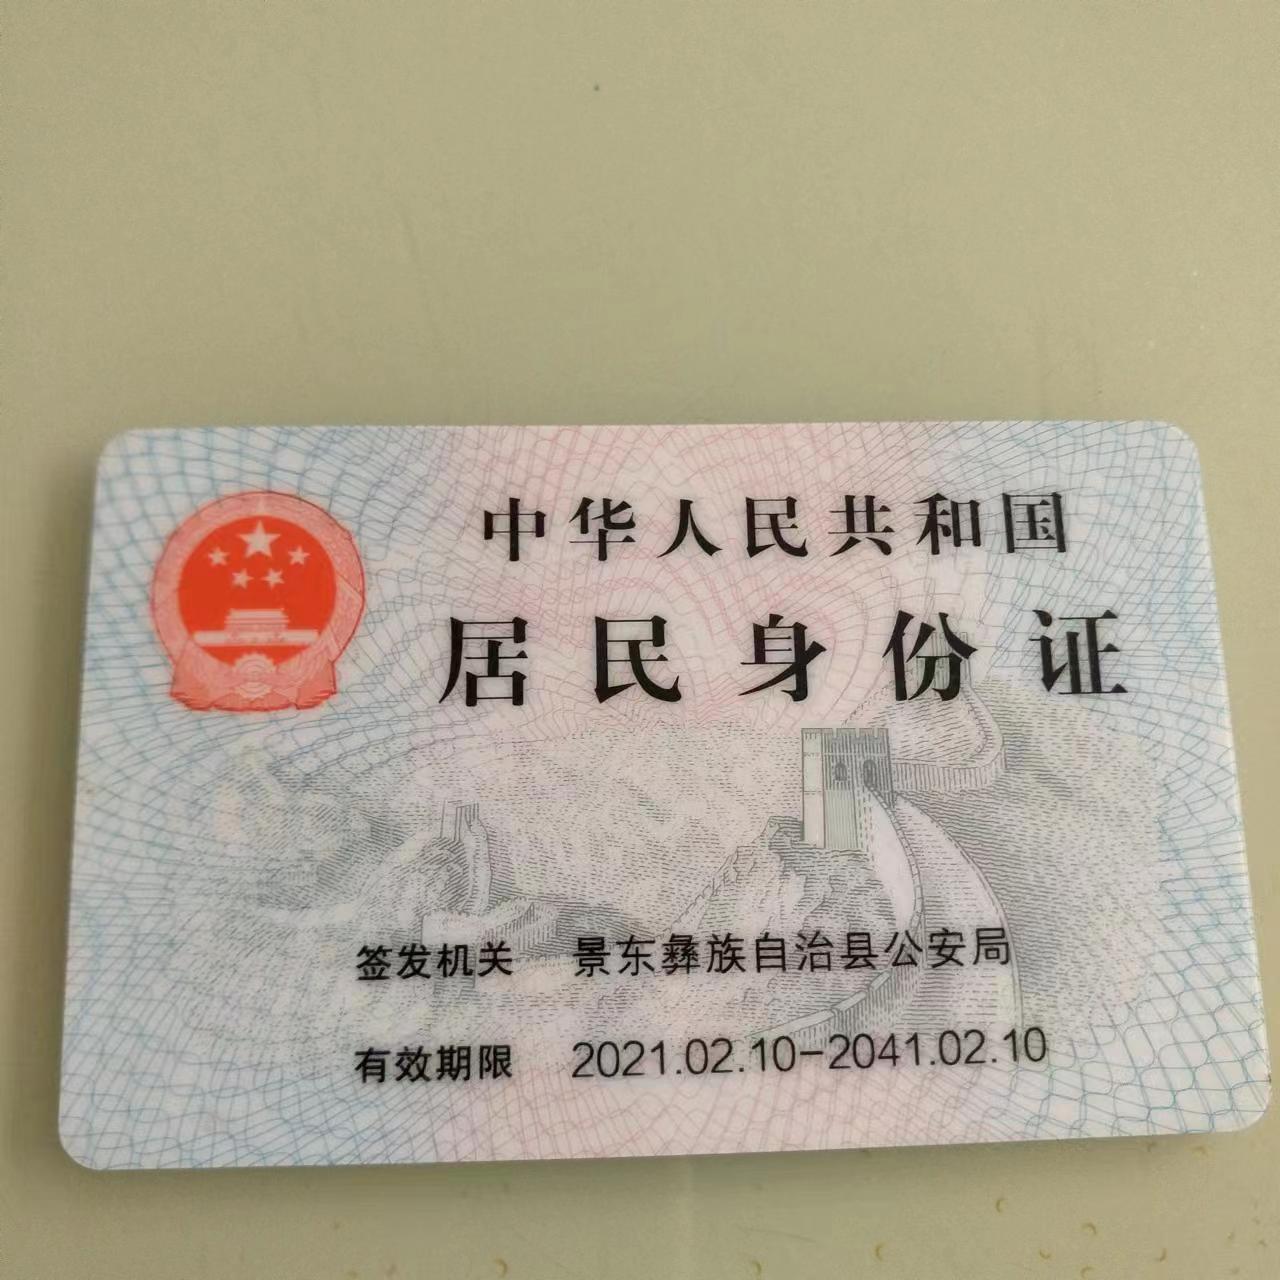 中华人民共和国
居民身份证
签发机关 景东彝族自治县公安局
有效期限 2021.02.10-2041.02.10